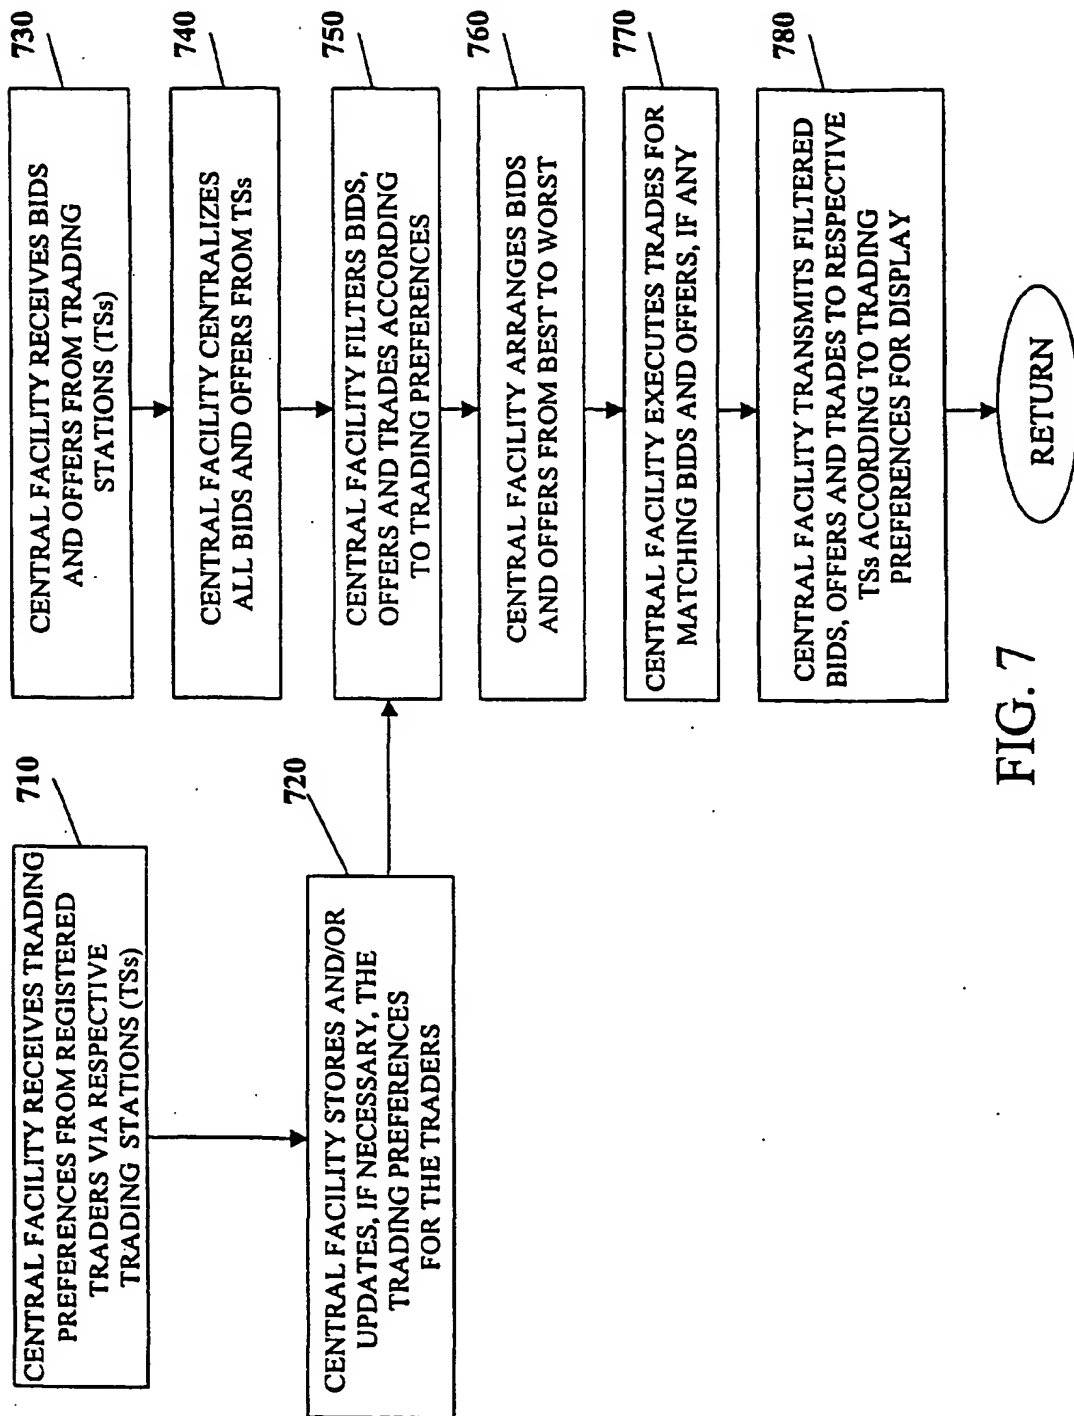 710
CENTRAL FACILITY RECEIVES TRADING
PREFERENCES FROM REGISTERED
TRADERS VIA RESPECTIVE
TRADING STATIONS (TSs)
720
CENTRAL FACILITY STORES AND/OR
UPDATES, IF NECESSARY, THE
TRADING PREFERENCES
FOR THE TRADERS
730
CENTRAL FACILITY RECEIVES BIDS
AND OFFERS FROM TRADING
STATIONS (TSs)
740
CENTRAL FACILITY CENTRALIZES
ALL BIDS AND OFFERS FROM TSs
750
CENTRAL FACILITY FILTERS BIDS,
OFFERS AND TRADES ACCORDING
TO TRADING PREFERENCES
760
CENTRAL FACILITY ARRANGES BIDS
AND OFFERS FROM BEST TO WORST
770
CENTRAL FACILITY EXECUTES TRADES FOR
MATCHING BIDS AND OFFERS, IF ANY
780
CENTRAL FACILITY TRANSMITS FILTERED
BIDS, OFFERS AND TRADES TO RESPECTIVE
TSs ACCORDING TO TRADING
PREFERENCES FOR DISPLAY
RETURN
FIG. 7